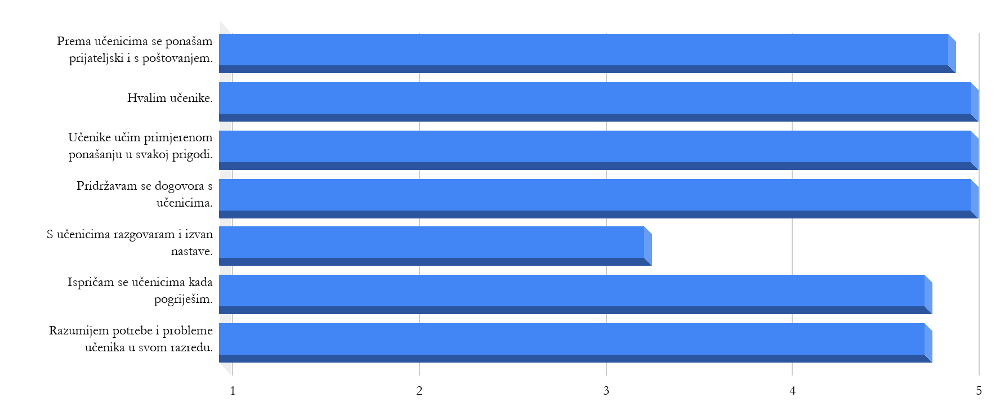 Prema učenicima se ponašam
prijateljski i s poštovanjem.
Hvalim učenike.
Učenike učim primjerenom
ponašanju u svakoj prigodi.
Pridržavam se dogovora s
učenicima.
S učenicima razgovaram i izvan
nastave.
Ispričam se učenicima kada
pogriješim.
Razumijem potrebe i probleme
učenika u svom razredu.
1 2 3 4 5